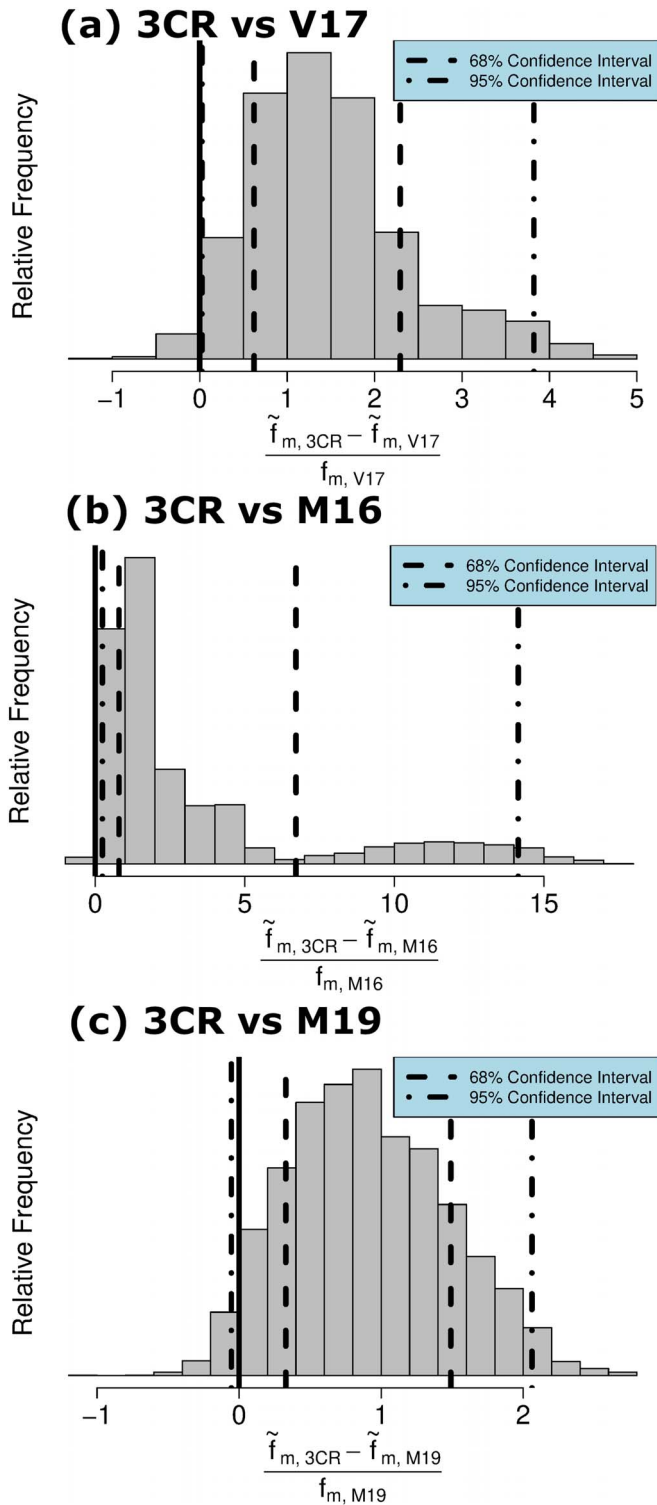 (a) 3CR vs V17
68% Confidence Interval
95% Confidence Interval
Relative Frequency
−1 0 1 2 3 4 5
f̃m, 3CR − f̃m, V17
fm, V17
(b) 3CR vs M16
68% Confidence Interval
95% Confidence Interval
Relative Frequency
0 5 10 15
f̃m, 3CR − f̃m, M16
fm, M16
(c) 3CR vs M19
68% Confidence Interval
95% Confidence Interval
Relative Frequency
−1 0 1 2
f̃m, 3CR − f̃m, M19
fm, M19